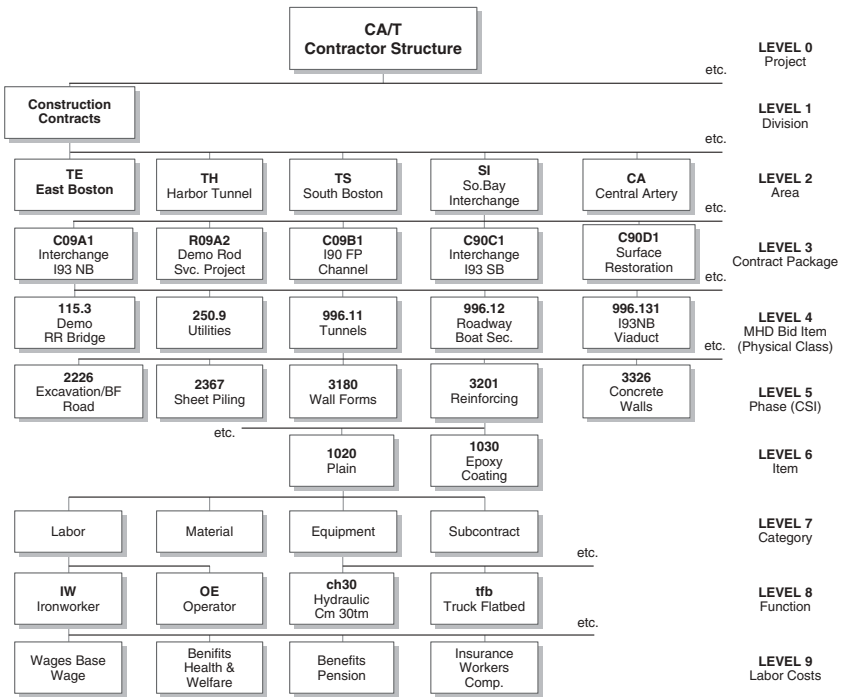 CA/T
Contractor Structure
LEVEL 0
Project
etc.
Construction
Contracts
LEVEL 1
Division
etc.
TE
East Boston
TH
Harbor Tunnel
TS
South Boston
SI
So.Bay
Interchange
CA
Central Artery
LEVEL 2
Area
etc.
C09A1
Interchange
I93 NB
R09A2
Demo Rod
Svc. Project
C09B1
I90 FP
Channel
C90C1
Interchange
I93 SB
C90D1
Surface
Restoration
LEVEL 3
Contract Package
etc.
115.3
Demo
RR Bridge
250.9
Utilities
996.11
Tunnels
996.12
Roadway
Boat Sec.
996.131
I93NB
Viaduct
LEVEL 4
MHD Bid Item
(Physical Class)
etc.
2226
Excavation/BF
Road
2367
Sheet Piling
3180
Wall Forms
3201
Reinforcing
3326
Concrete
Walls
LEVEL 5
Phase (CSI)
etc.
1020
Plain
1030
Epoxy
Coating
LEVEL 6
Item
Labor
Material
Equipment
Subcontract
LEVEL 7
Category
etc.
IW
Ironworker
OE
Operator
ch30
Hydraulic
Cm 30tm
tfb
Truck Flatbed
LEVEL 8
Function
etc.
Wages Base
Wage
Benifits
Health &
Welfare
Benefits
Pension
Insurance
Workers
Comp.
LEVEL 9
Labor Costs